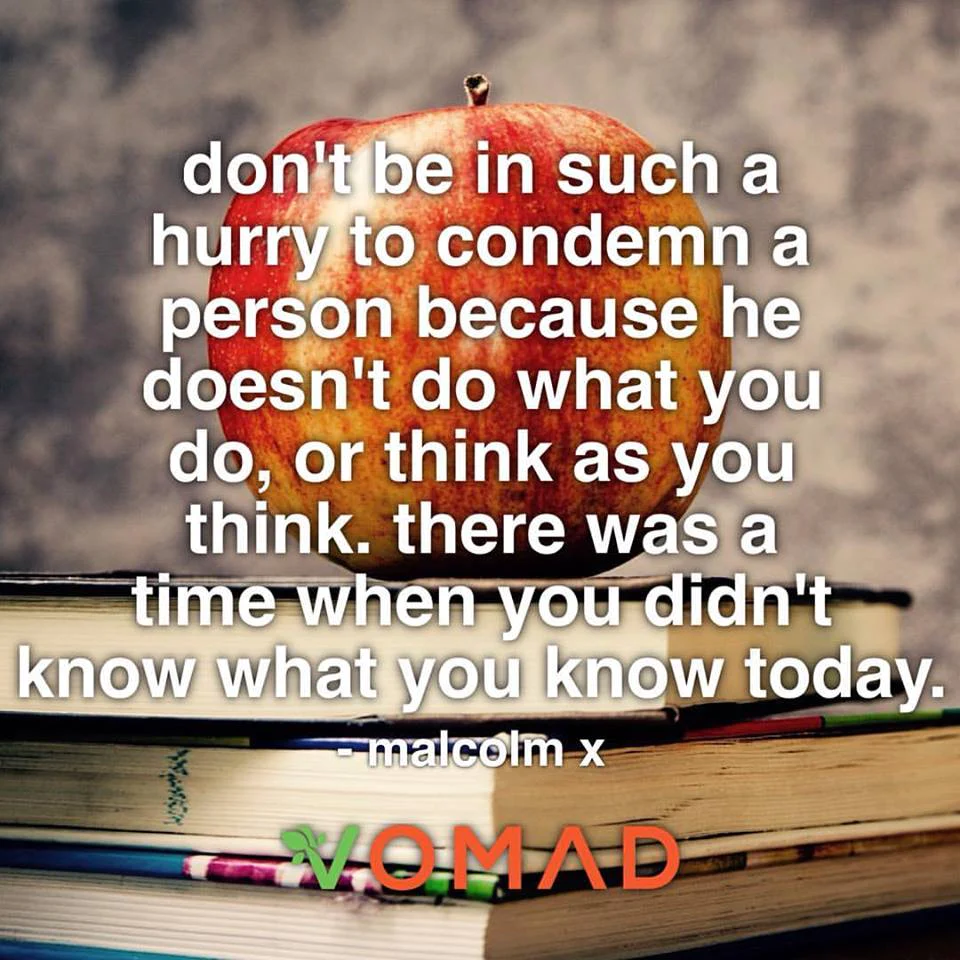 don't be in such a
hurry to condemn a
person because he
doesn't do what you
do, or think as you
think. there was a
time when you didn't
know what you know today.
- malcolm x
VOMAD